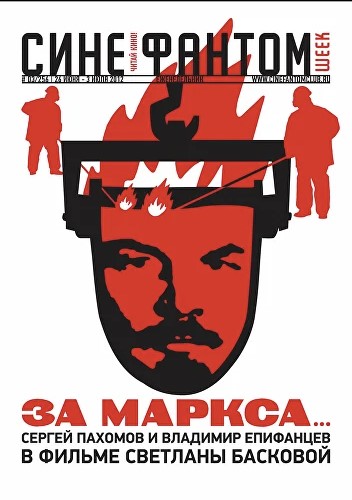 СИНЕ ФАНТОМ
ЧИТАЙ КИНО!
WEEK
ЕЖЕНЕДЕЛЬНИК
WWW.CINEFANTOMCLUB.RU
ЗА МАРКСА...
СЕРГЕЙ ПАХОМОВ И ВЛАДИМИР ЕПИФАНЦЕВ
В ФИЛЬМЕ СВЕТЛАНЫ БАСКОВОЙ